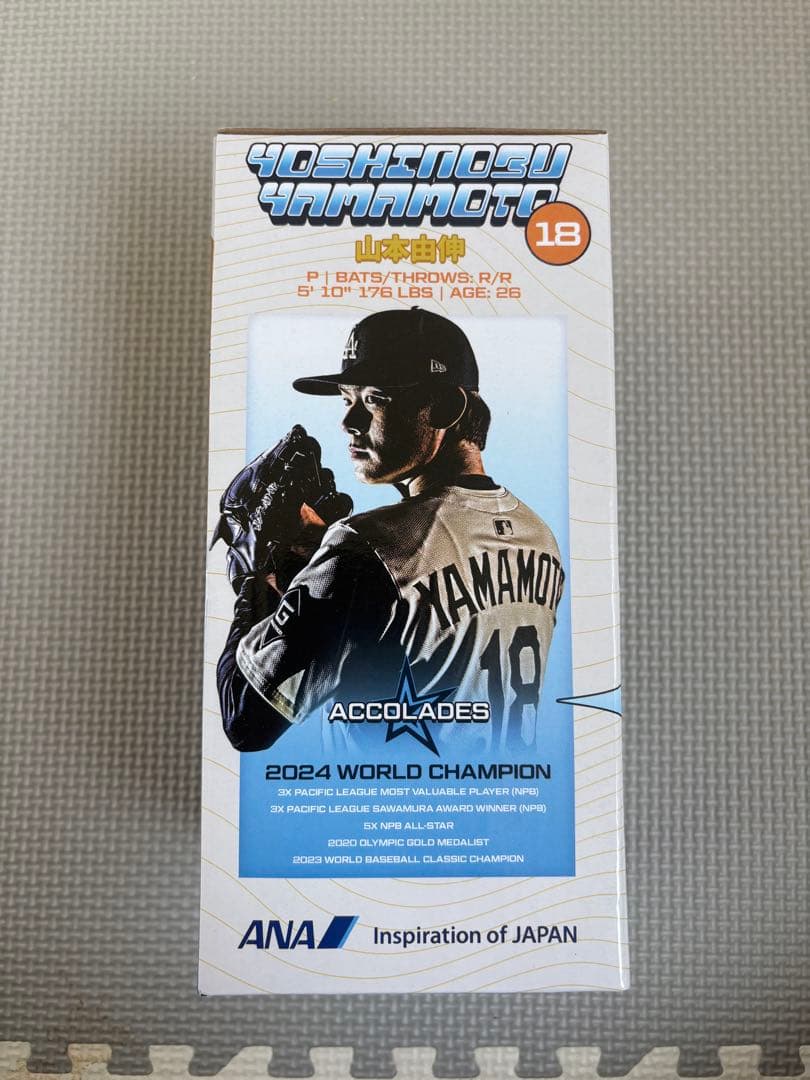 YOSHINOBU
YAMAMOTO
18
山本由伸
P | BATS/THROWS: R/R
5' 10" 176 LBS | AGE: 26
LA
YAMAMOTO
18
ACCOLADES
2024 WORLD CHAMPION
3X PACIFIC LEAGUE MOST VALUABLE PLAYER (NPB)
3X PACIFIC LEAGUE SAWAMURA AWARD WINNER (NPB)
5X NPB ALL-STAR
2020 OLYMPIC GOLD MEDALIST
2023 WORLD BASEBALL CLASSIC CHAMPION
ANA Inspiration of JAPAN